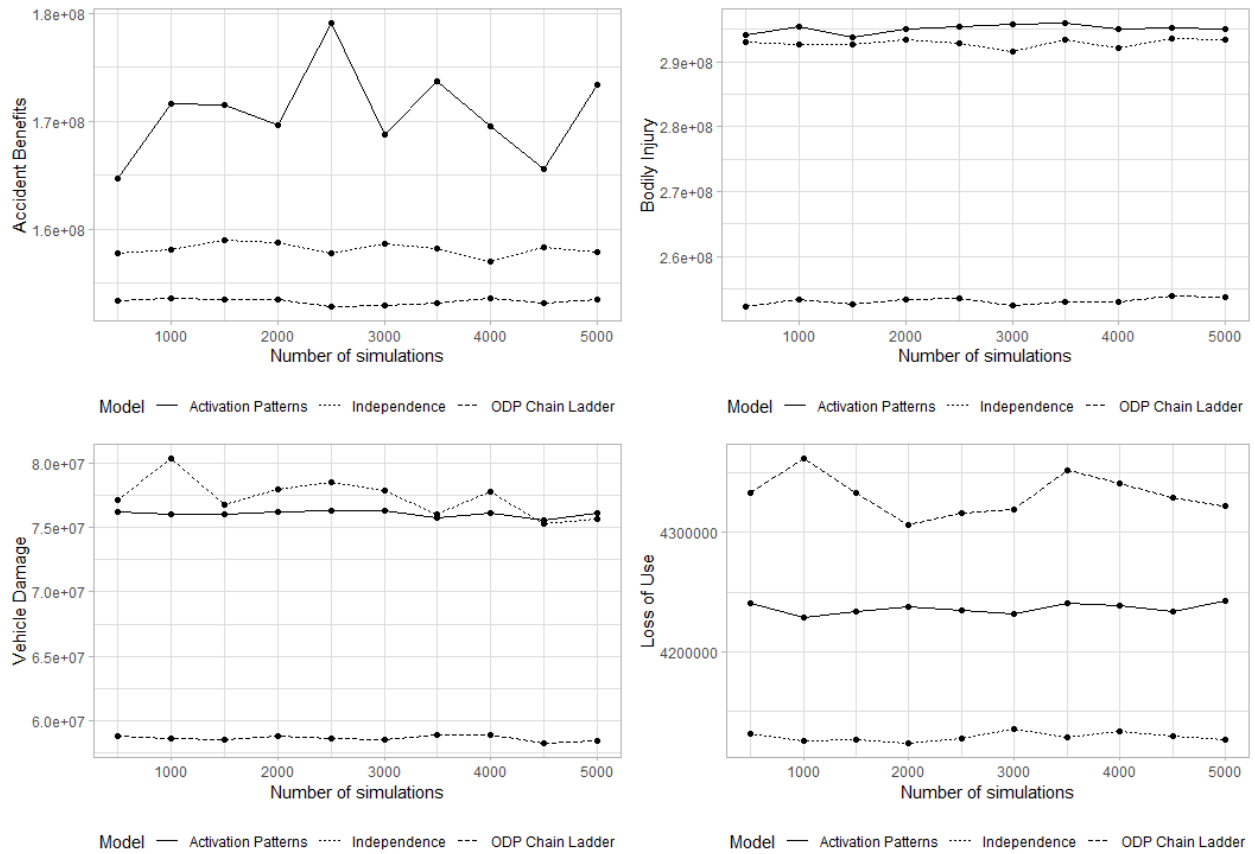 Accident Benefits
1.8e+08
1.7e+08
1.6e+08
1000 2000 3000 4000 5000
Number of simulations
Model Activation Patterns Independence ODP Chain Ladder
Bodily Injury
2.9e+08
2.8e+08
2.7e+08
2.6e+08
1000 2000 3000 4000 5000
Number of simulations
Model Activation Patterns Independence ODP Chain Ladder
Vehicle Damage
8.0e+07
7.5e+07
7.0e+07
6.5e+07
6.0e+07
1000 2000 3000 4000 5000
Number of simulations
Model Activation Patterns Independence ODP Chain Ladder
Loss of Use
4300000
4200000
1000 2000 3000 4000 5000
Number of simulations
Model Activation Patterns Independence ODP Chain Ladder